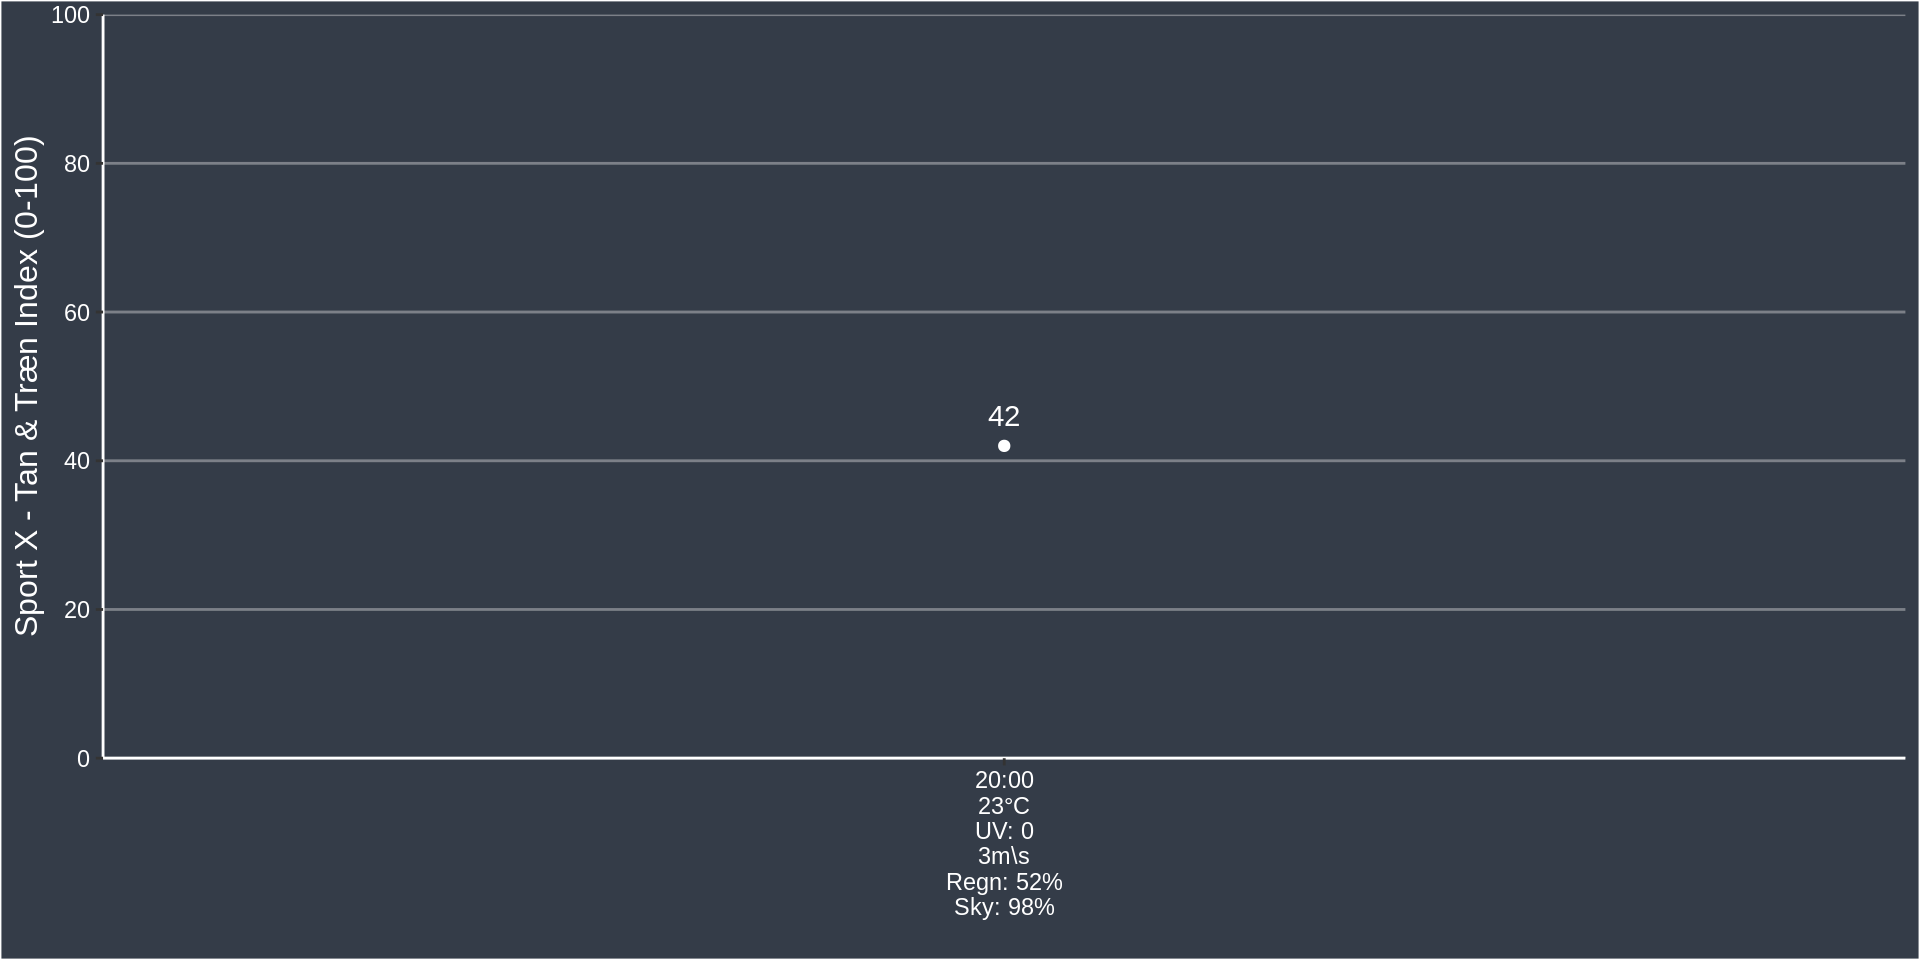 Sport X - Tan & Træn Index (0-100)
100
80
60
40
20
0
42
20:00
23°C
UV: 0
3m\s
Regn: 52%
Sky: 98%